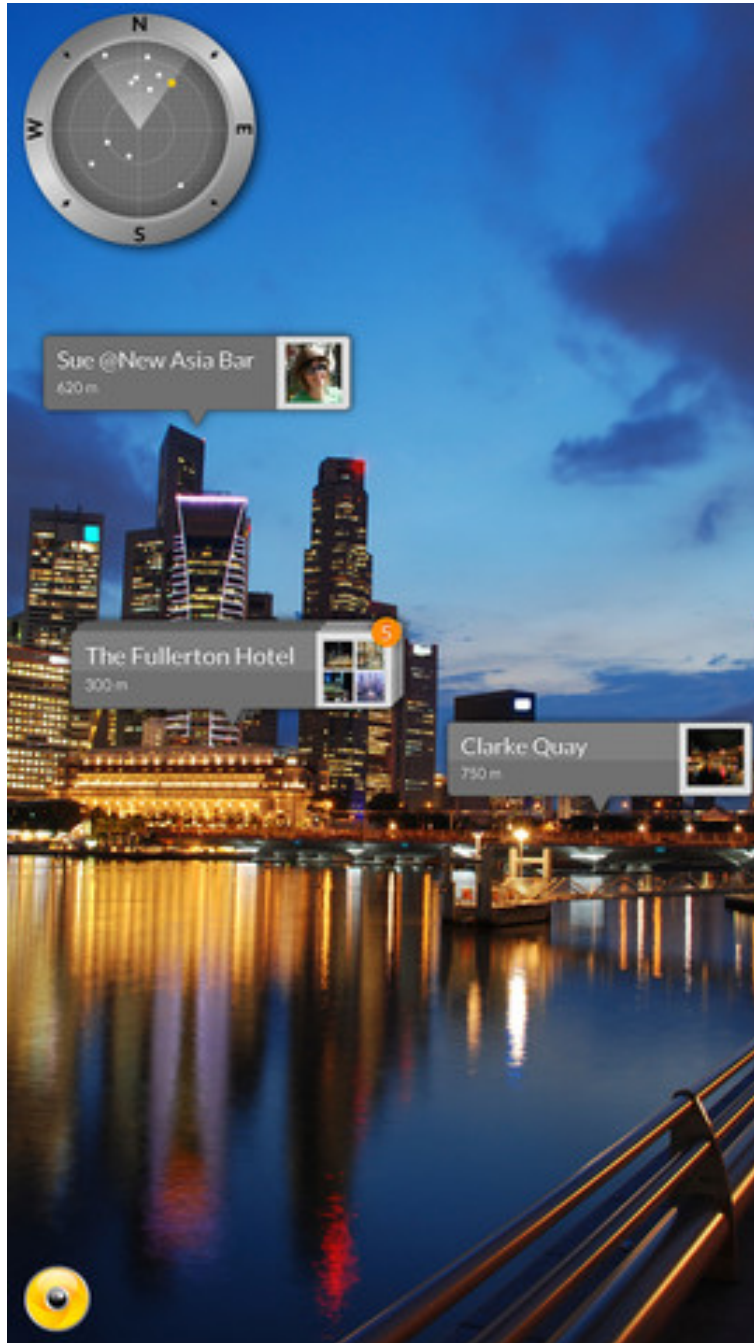 N
W
E
S
Sue @New Asia Bar
620 m
The Fullerton Hotel
300 m
5
Clarke Quay
750 m